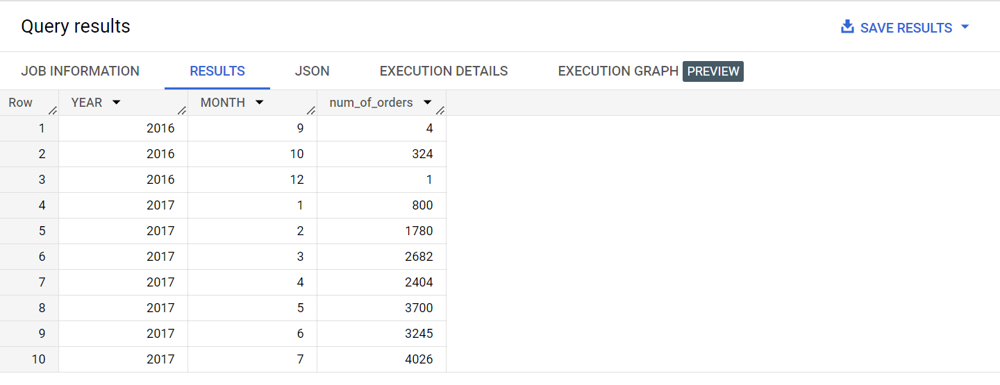 Query results
SAVE RESULTS
JOB INFORMATION RESULTS JSON EXECUTION DETAILS EXECUTION GRAPH PREVIEW
Row YEAR MONTH num_of_orders
1 2016 9 4
2 2016 10 324
3 2016 12 1
4 2017 1 800
5 2017 2 1780
6 2017 3 2682
7 2017 4 2404
8 2017 5 3700
9 2017 6 3245
10 2017 7 4026